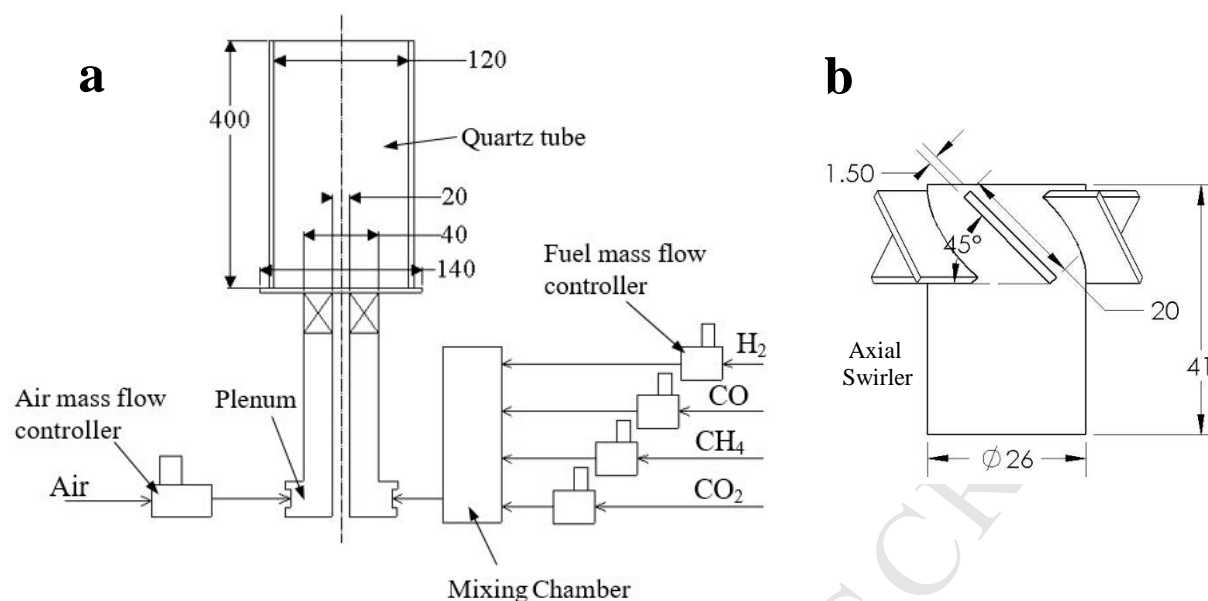 a
120
400
Quartz tube
20
40
140
Fuel mass flow
controller
H2
CO
CH4
CO2
Air mass flow
controller
Plenum
Air
Mixing Chamber
b
1.50
45°
20
Axial
Swirler
41
∅26